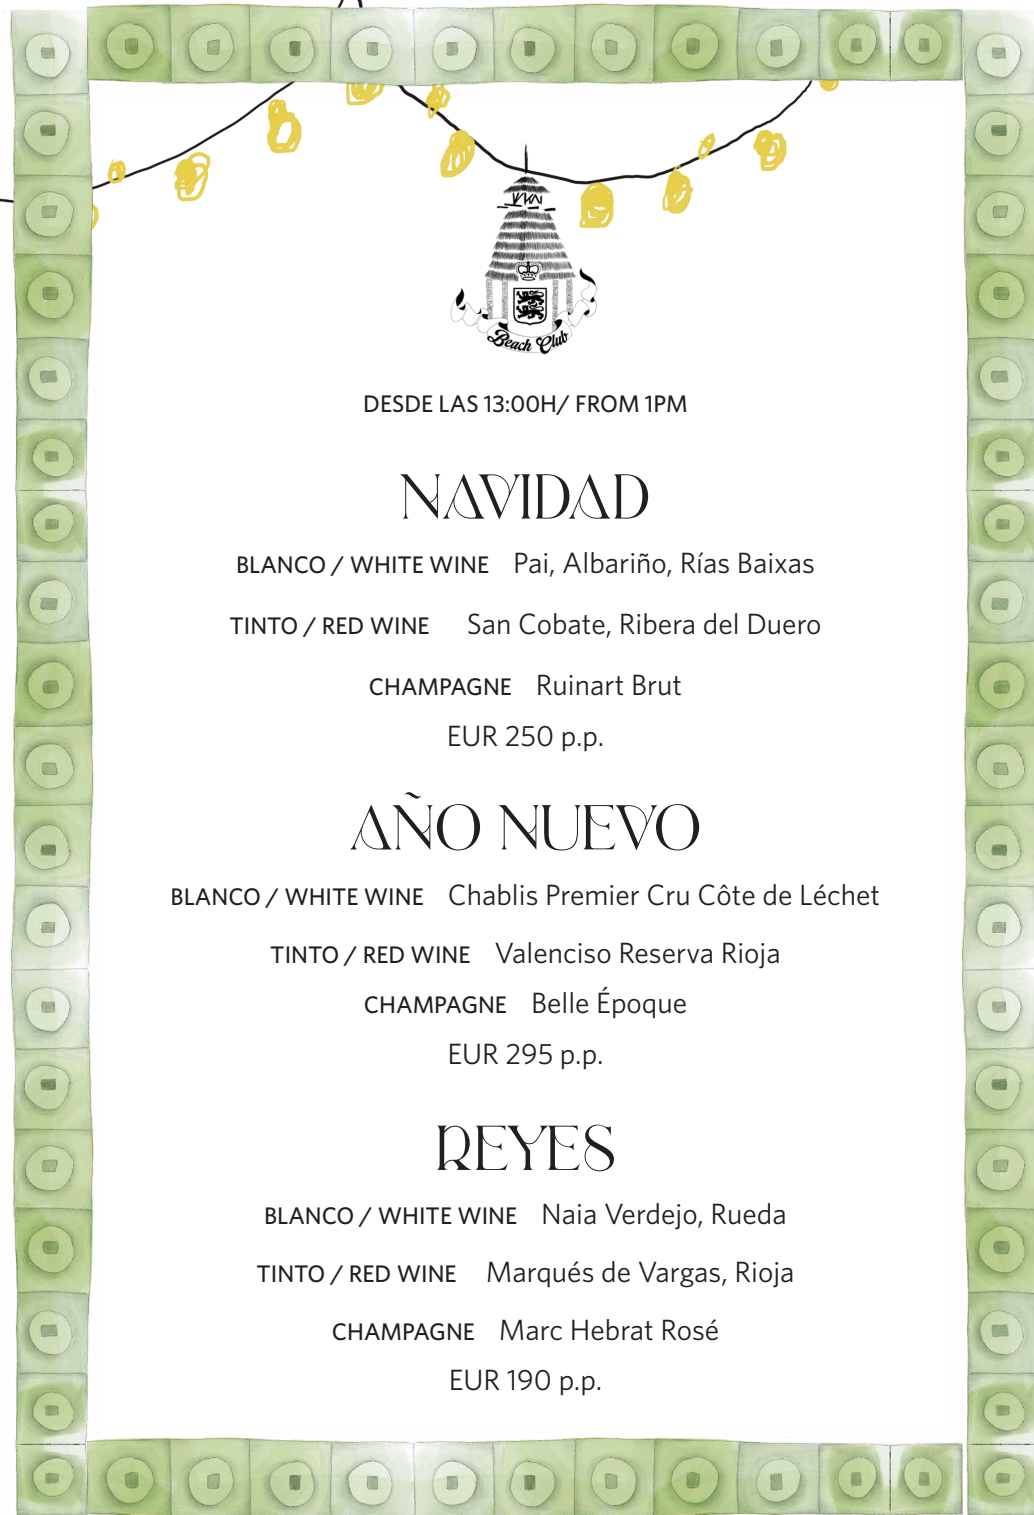 Beach Club
DESDE LAS 13:00H/ FROM 1PM
NAVIDAD
BLANCO / WHITE WINE Pai, Albariño, Rías Baixas
TINTO / RED WINE San Cobate, Ribera del Duero
CHAMPAGNE Ruinart Brut
EUR 250 p.p.
AÑO NUEVO
BLANCO / WHITE WINE Chablis Premier Cru Côte de Léchet
TINTO / RED WINE Valenciso Reserva Rioja
CHAMPAGNE Belle Époque
EUR 295 p.p.
REYES
BLANCO / WHITE WINE Naia Verdejo, Rueda
TINTO / RED WINE Marqués de Vargas, Rioja
CHAMPAGNE Marc Hebrat Rosé
EUR 190 p.p.